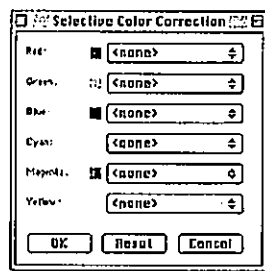 Selective Color Correction
Red: <none>
Green: <none>
Blue: <none>
Cyan: <none>
Magenta: <none>
Yellow: <none>
OK Reset Cancel